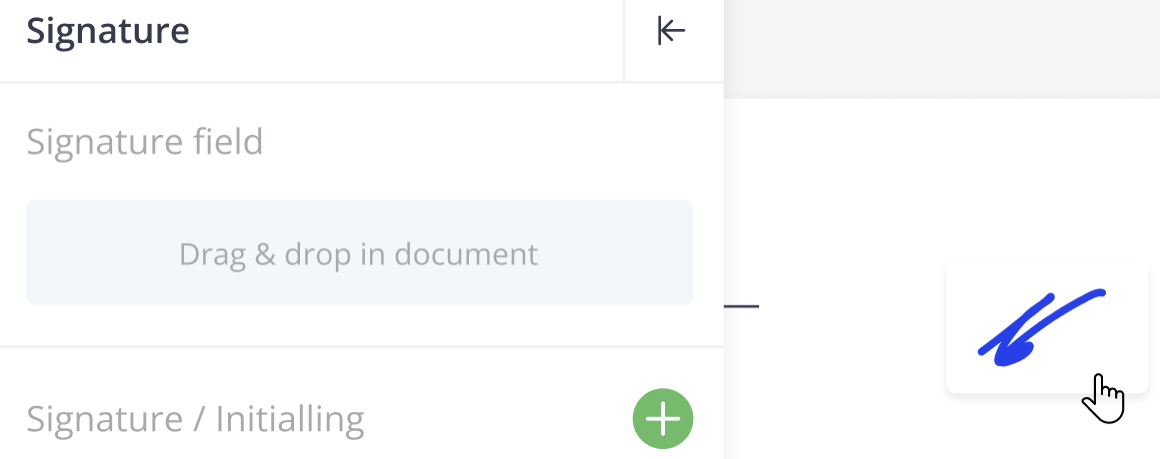 Signature
Signature field
Drag & drop in document
Signature / Initialling